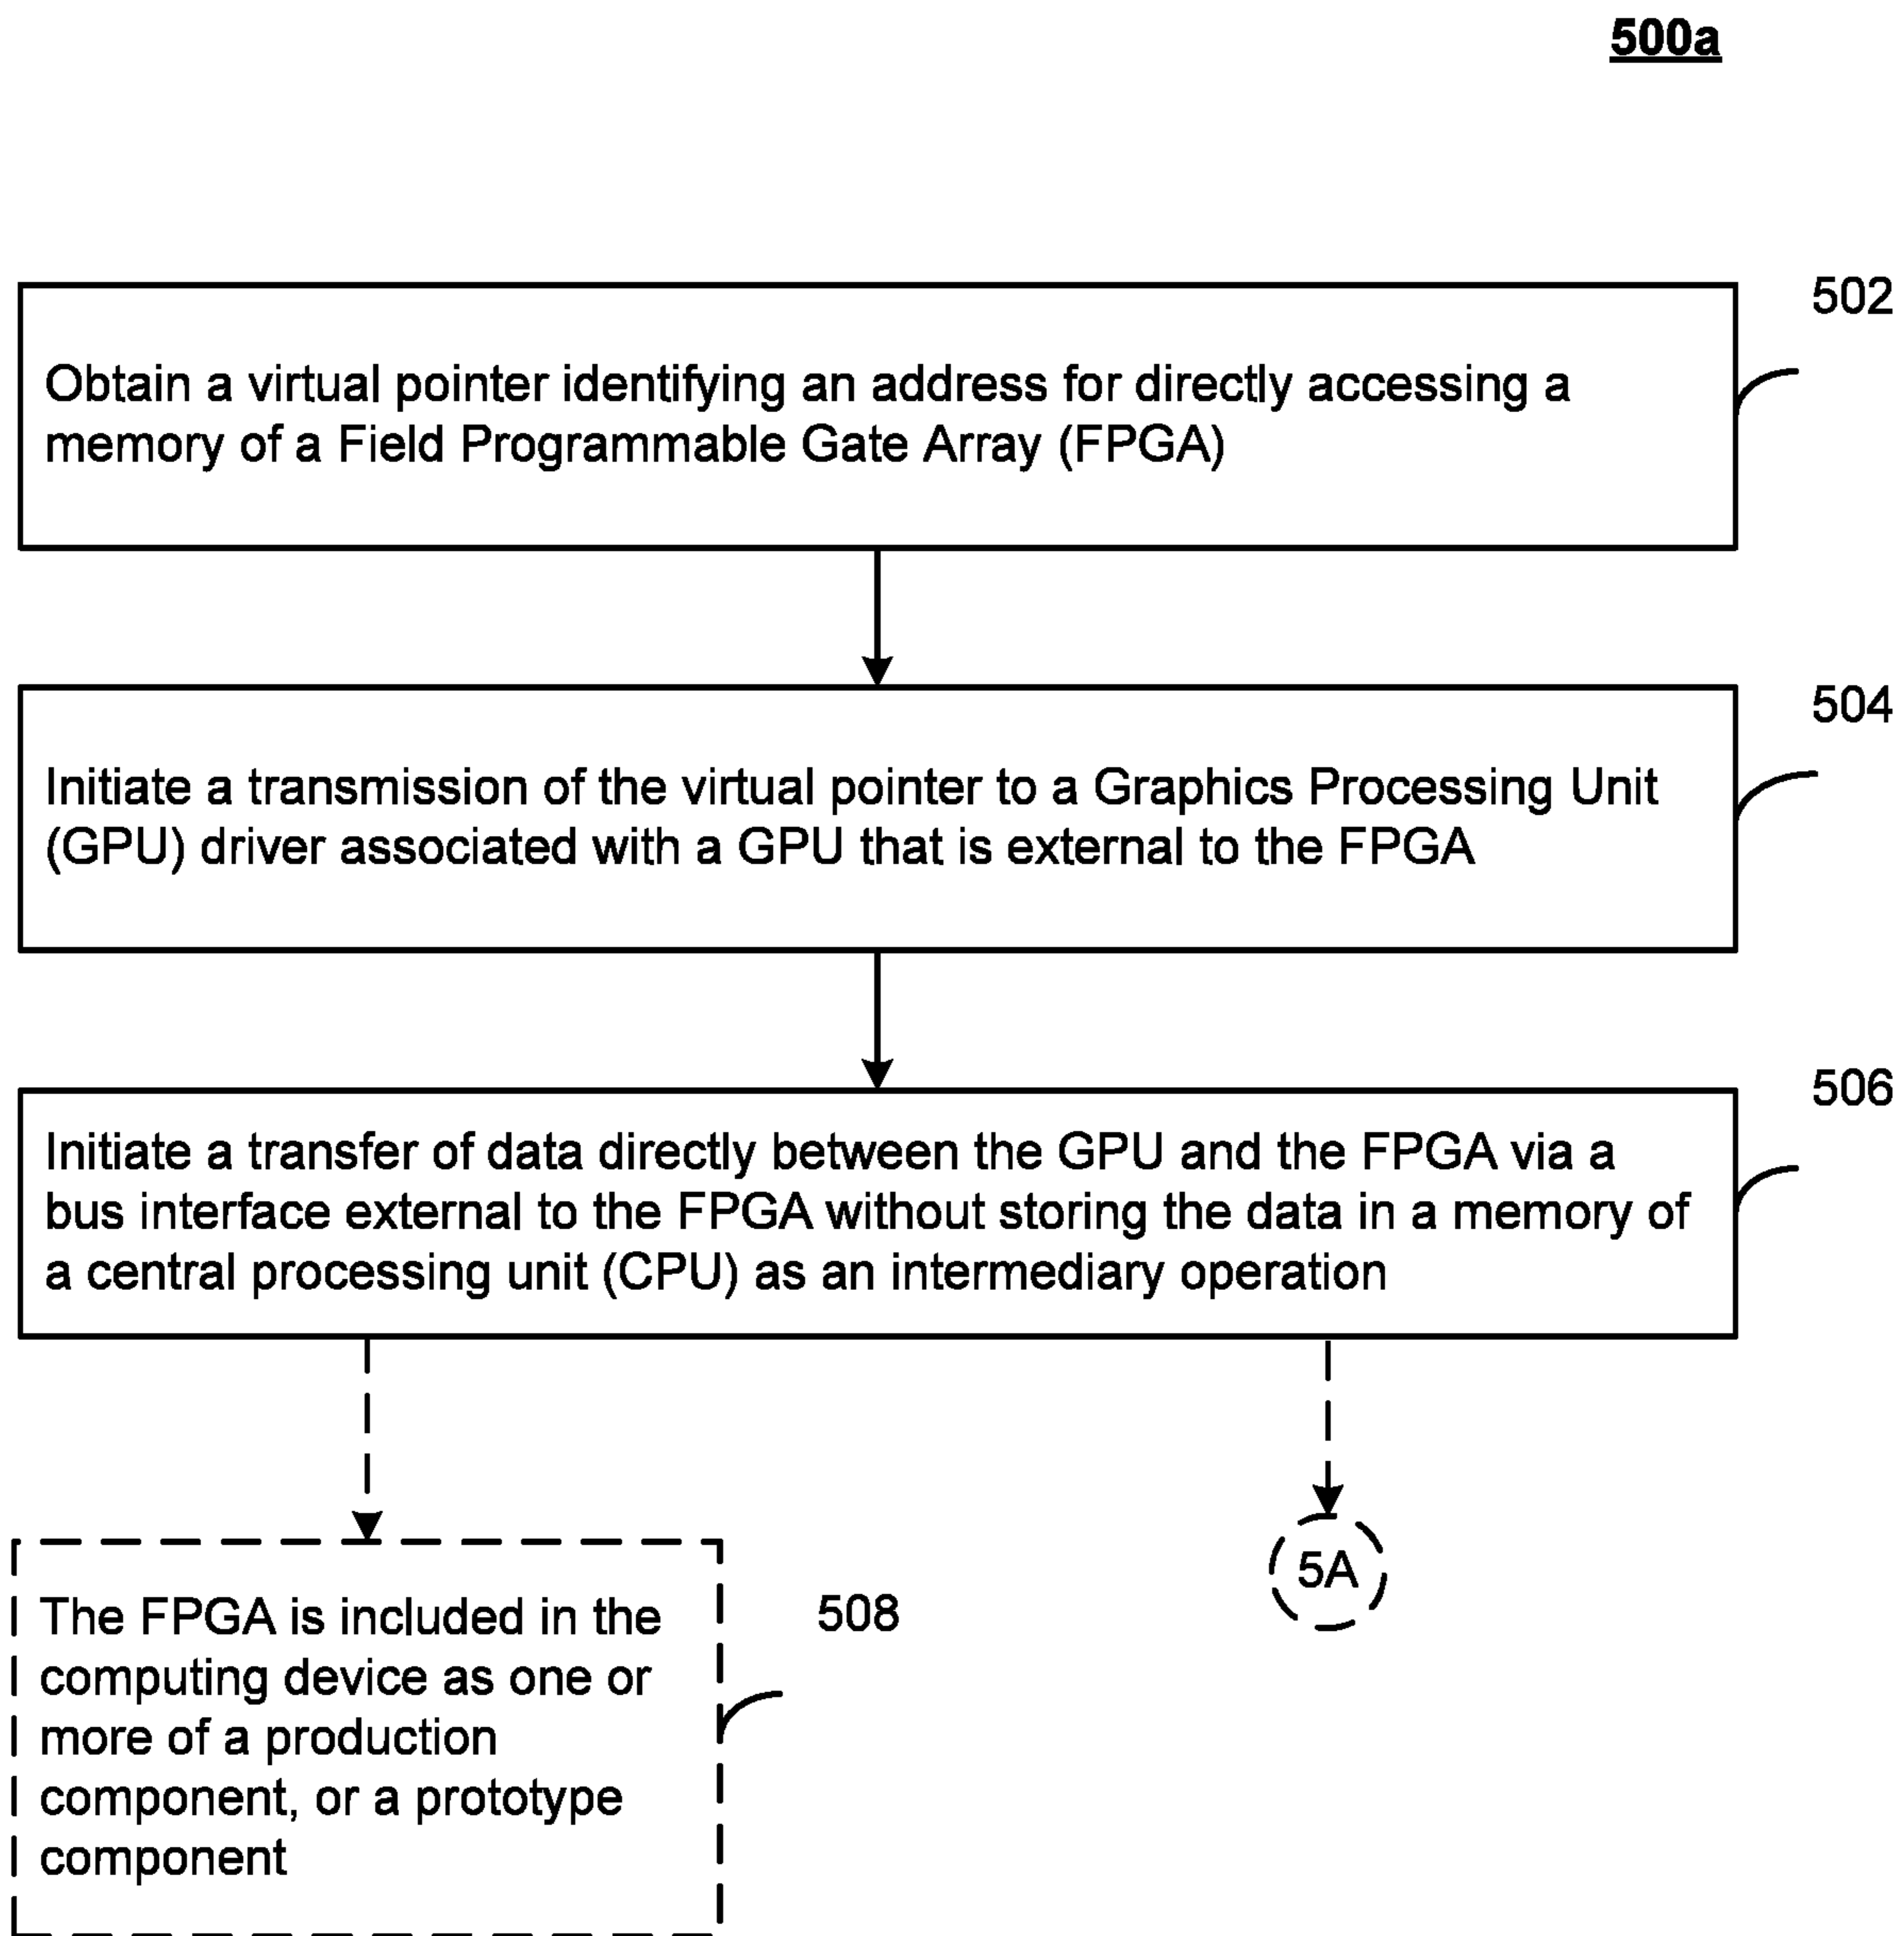 500a
502
Obtain a virtual pointer identifying an address for directly accessing a
memory of a Field Programmable Gate Array (FPGA)
504
Initiate a transmission of the virtual pointer to a Graphics Processing Unit
(GPU) driver associated with a GPU that is external to the FPGA
506
Initiate a transfer of data directly between the GPU and the FPGA via a
bus interface external to the FPGA without storing the data in a memory of
a central processing unit (CPU) as an intermediary operation
5A
508
The FPGA is included in the
computing device as one or
more of a production
component, or a prototype
component